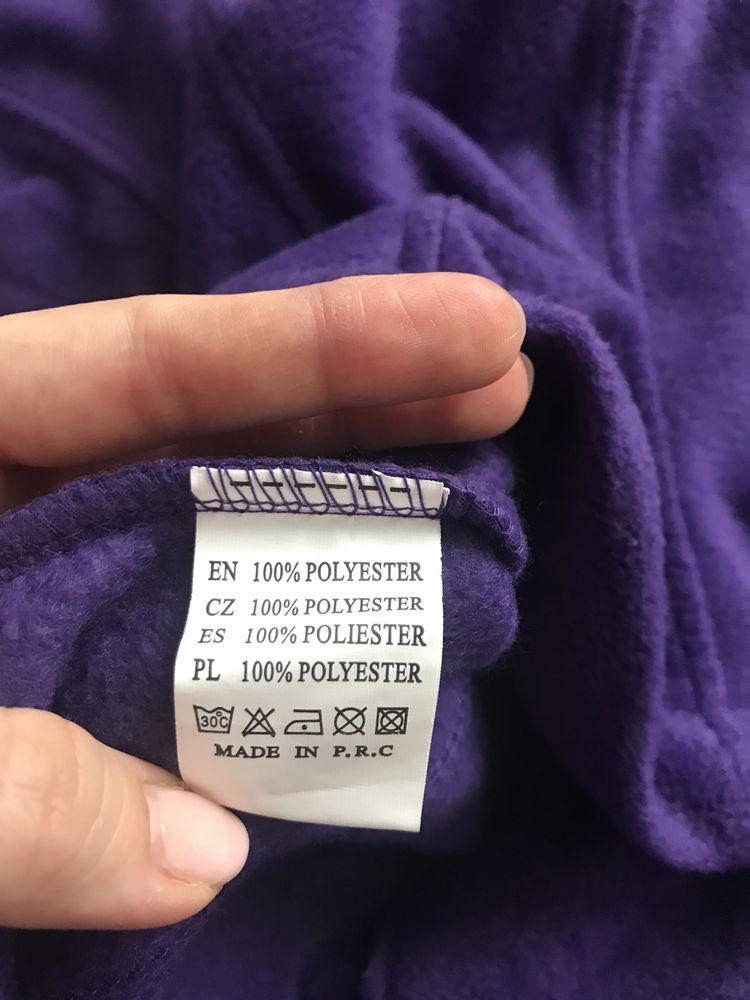 EN 100% POLYESTER
CZ 100% POLYESTER
ES 100% POLIESTER
PL 100% POLYESTER
30°C
MADE IN P.R.C